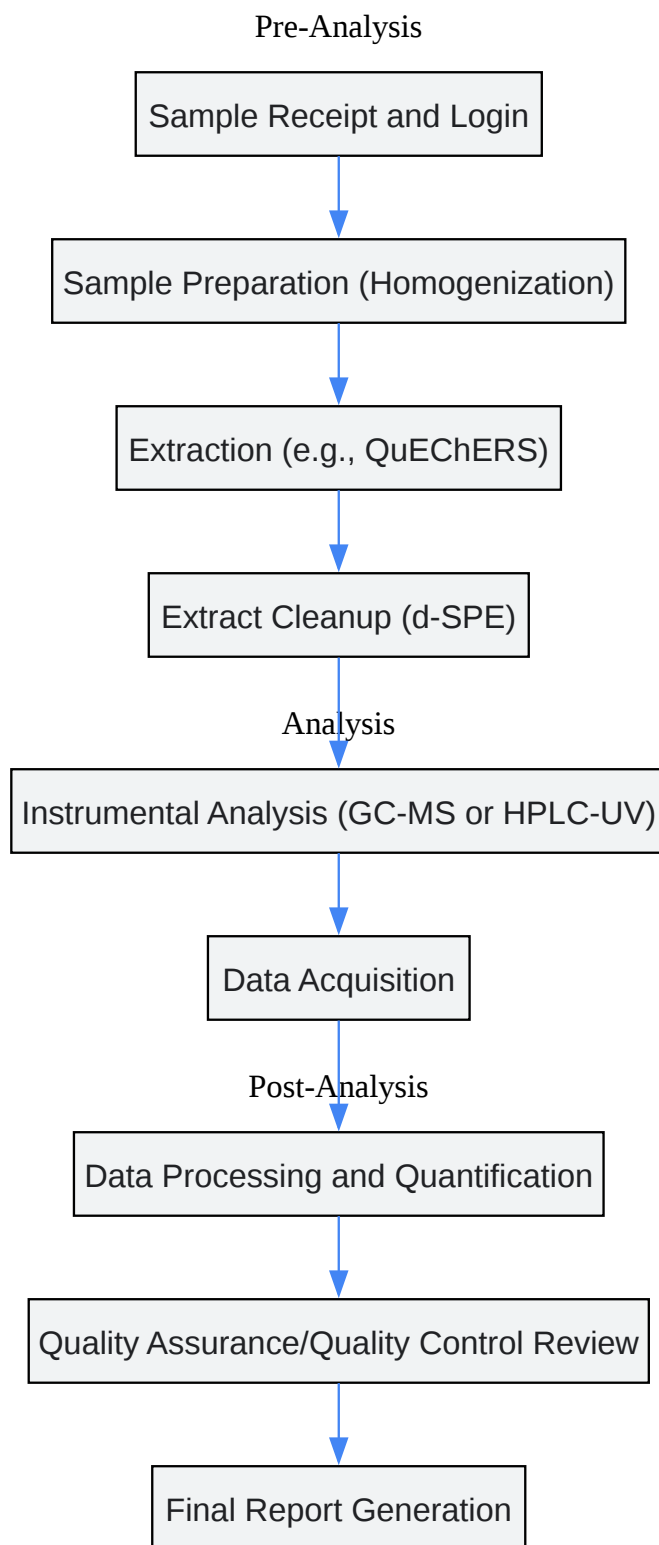 Pre-Analysis
Sample Receipt and Login
Sample Preparation (Homogenization)
Extraction (e.g., QuEChERS)
Extract Cleanup (d-SPE)
Analysis
Instrumental Analysis (GC-MS or HPLC-UV)
Data Acquisition
Post-Analysis
Data Processing and Quantification
Quality Assurance/Quality Control Review
Final Report Generation